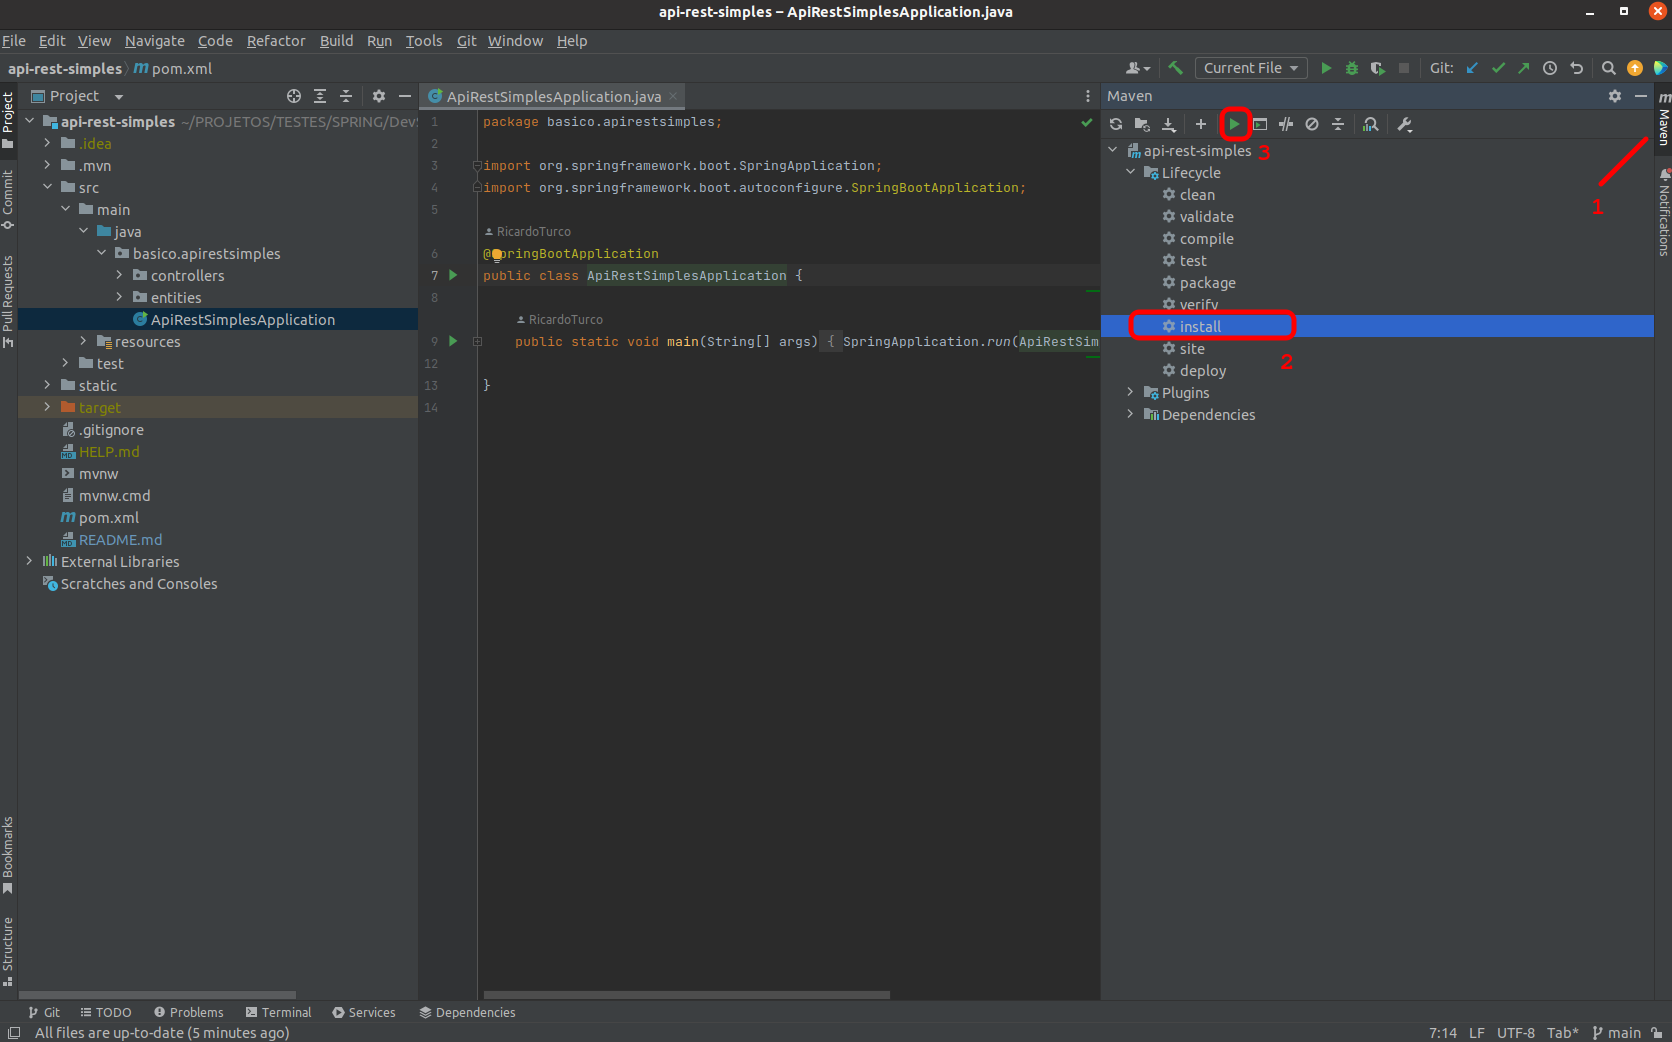 api-rest-simples – ApiRestSimplesApplication.java
File Edit View Navigate Code Refactor Build Run Tools Git Window Help
api-rest-simples pom.xml
Current File
Git:
Project
ApiRestSimplesApplication.java
Maven
Project
Commit
Pull Requests
Bookmarks
Structure
api-rest-simples ~/PROJETOS/TESTES/SPRING/Dev
.idea
.mvn
src
main
java
basico.apirestsimples
controllers
entities
ApiRestSimplesApplication
resources
test
static
target
.gitignore
HELP.md
mvnw
mvnw.cmd
pom.xml
README.md
External Libraries
Scratches and Consoles
1 package basico.apirestsimples;
2
3 import org.springframework.boot.SpringApplication;
4 import org.springframework.boot.autoconfigure.SpringBootApplication;
5
RicardoTurco
6 @SpringBootApplication
7 public class ApiRestSimplesApplication {
8
RicardoTurco
9 public static void main(String[] args) { SpringApplication.run(ApiRestSim
12
13 }
14
api-rest-simples 3
Lifecycle
clean
validate
compile
test
package
verify
install
2
site
deploy
Plugins
Dependencies
1
Maven
Notifications
Git TODO Problems Terminal Services Dependencies
All files are up-to-date (5 minutes ago)
7:14 LF UTF-8 Tab* main